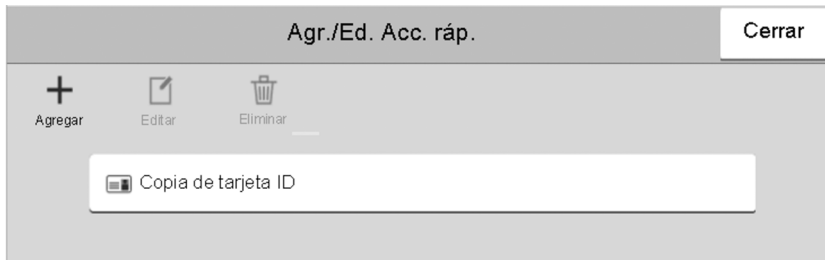 Agr./Ed. Acc. ráp.
Cerrar
Agregar
Editar
Eliminar
Copia de tarjeta ID